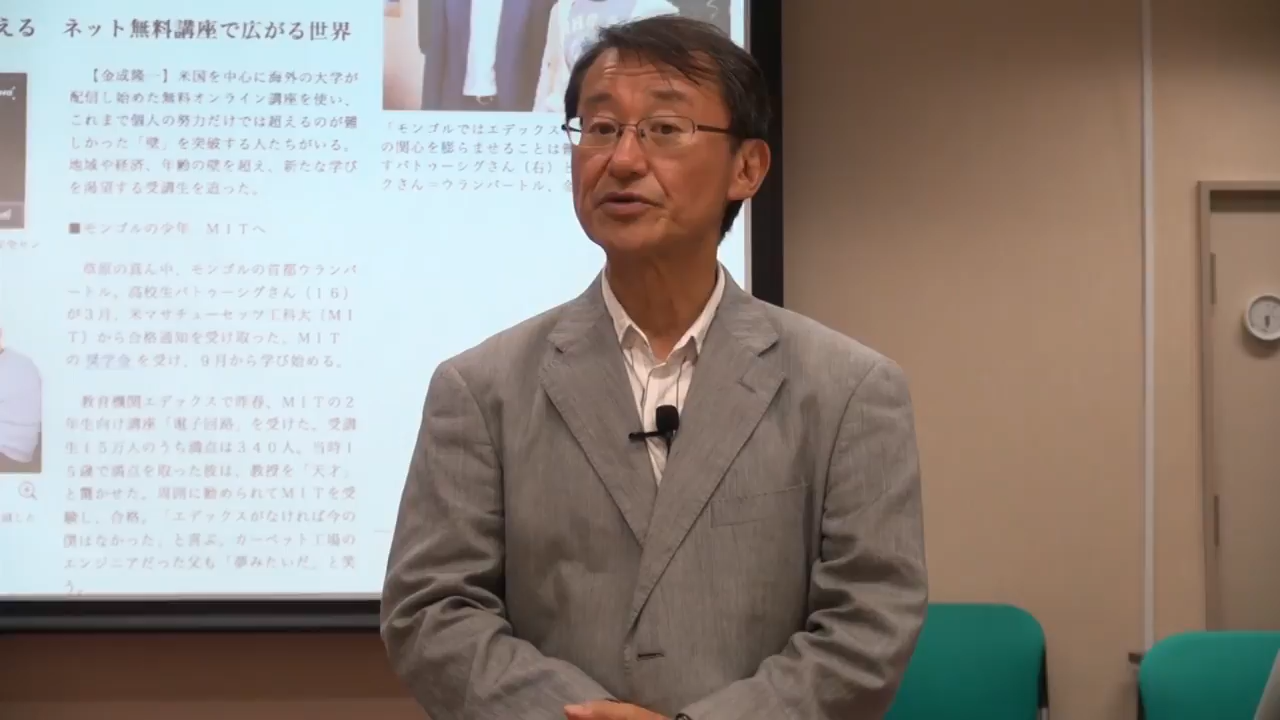 える　ネット無料講座で広がる世界
【金成隆一】米国を中心に海外の大学が
配信し始めた無料オンライン講座を使い、
これまで個人の努力だけでは超えるのが難
しかった「壁」を突破する人たちがいる。
地域や経済、年齢の壁を超え、新たな学び
を渇望する受講生を追った。
■モンゴルの少年　ＭＩＴへ
草原の真ん中、モンゴルの首都ウランバ
ートル。高校生バトゥーシグさん（１６）
が３月、米マサチューセッツ工科大（ＭＩ
Ｔ）から合格通知を受け取った。ＭＩＴ
の奨学金を受け、９月から学び始める。
教育機関エデックスで昨春、ＭＩＴの２
年生向け講座「電子回路」を受けた。受講
生１５万人のうち満点は３４０人。当時１
５歳で満点を取った彼は、教授を「天才」
と驚かせた。周囲に勧められてＭＩＴを受
験し、合格。「エデックスがなければ今の
僕はなかった」と喜ぶ。カーペット工場の
エンジニアだった父も「夢みたいだ」と笑
う。
「モンゴルではエデックス
の関心を膨らませることは
すバトゥーシグさん（右）と
クさん＝ウランバートル、金